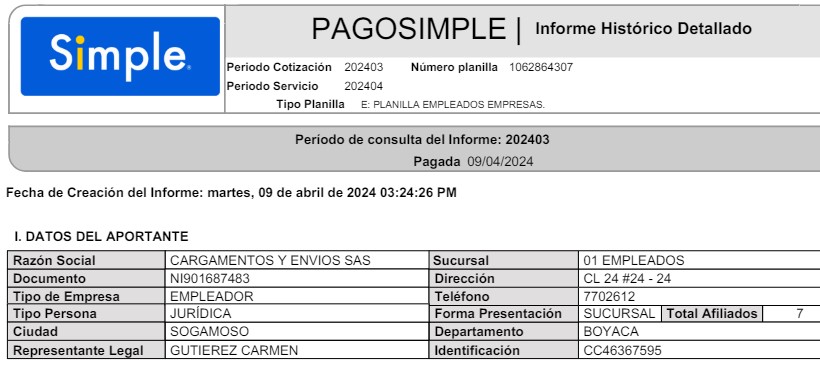 Simple
PAGOSIMPLE | Informe Histórico Detallado
Periodo Cotización 202403 Número planilla 1062864307
Periodo Servicio 202404
Tipo Planilla E: PLANILLA EMPLEADOS EMPRESAS.
Período de consulta del Informe: 202403
Pagada 09/04/2024
Fecha de Creación del Informe: martes, 09 de abril de 2024 03:24:26 PM
I. DATOS DEL APORTANTE
Razón Social CARGAMENTOS Y ENVIOS SAS Sucursal 01 EMPLEADOS
Documento NI901687483 Dirección CL 24 #24 - 24
Tipo de Empresa EMPLEADOR Teléfono 7702612
Tipo Persona JURÍDICA Forma Presentación SUCURSAL Total Afiliados 7
Ciudad SOGAMOSO Departamento BOYACA
Representante Legal GUTIEREZ CARMEN Identificación CC46367595